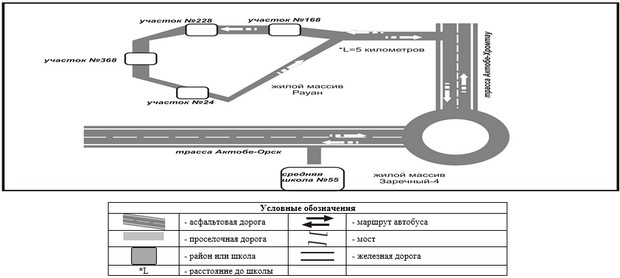 участок №228
участок №168
*L=5 километров
участок №368
трасса Актобе-Хромтау
участок №24
жилой массив
Рауан
трасса Актобе-Орск
средняя
школа №55
жилой массив
Заречный-4
Условные обозначения
- асфальтовая дорога
- маршрут автобуса
- проселочная дорога
- мост
- район или школа
- железная дорога
*L
- расстояние до школы